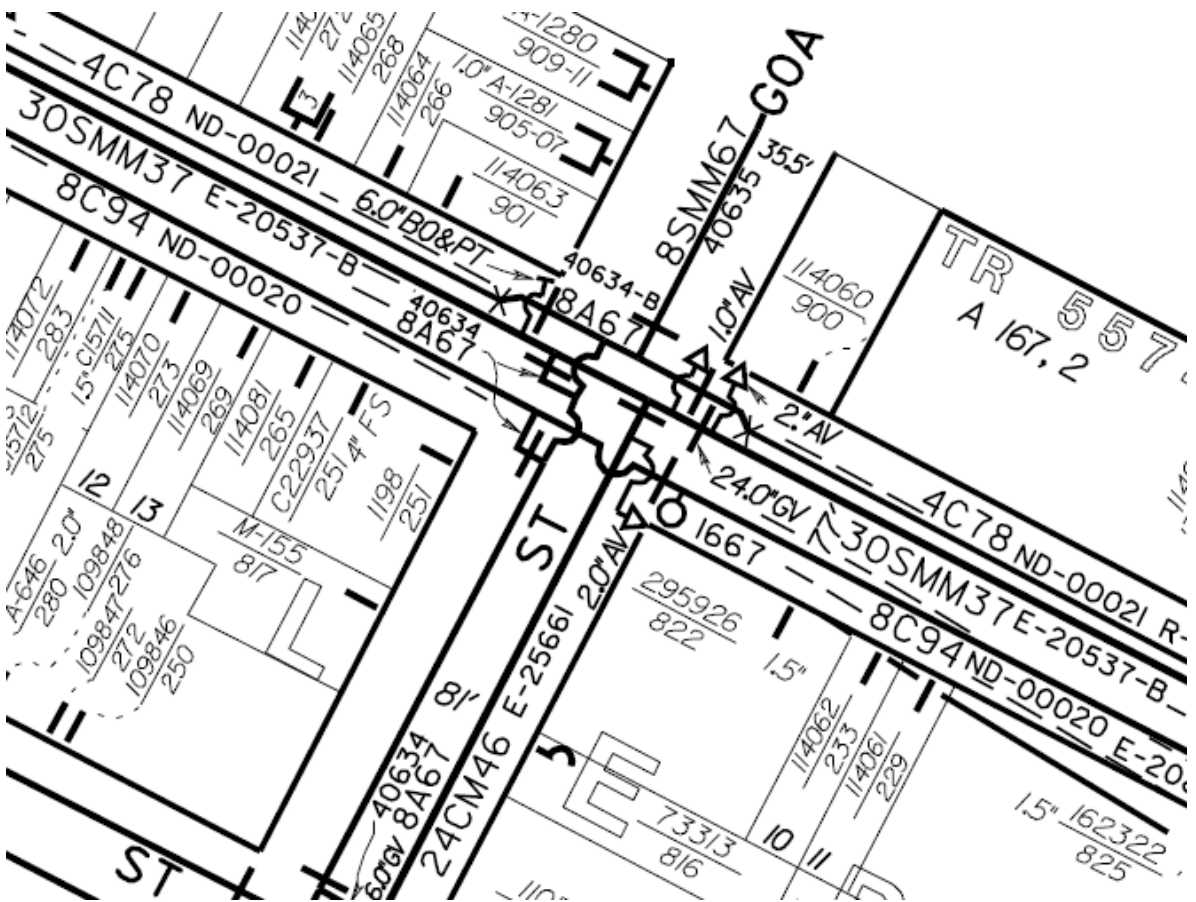 A-1280
909-11
1.0" A-1281
905-07
114065
268
114064
266
114063
901
3
4C78 ND-00021
6.0" BO&PT
30SMM37 E-20537-B
8C94 ND-00020
40634-B
8A67
40634
8A67
8SMM67
40635
GOA
35.5'
1.0" AV
114060
900
TR 557
A 167, 2
2." AV
24.0" GV
4C78 ND-00021 R-
30SMM37 E-20537-B
1667
8C94 ND-00020
2.0" AV
114072
283
1.5" C15711
275
114070
273
114069
269
114081
265
C22937
251 4" FS
1198
251
275
12
13
M-155
817
L
A-646 2.0"
280
109848
276
109847
272
109846
250
ST
81'
E-25661
24CM46
40634
8A67
6.0" GV
ST
295926
822
1.5"
114062
233
114061
229
E
73313
816
10
11
1.5" 162322
825